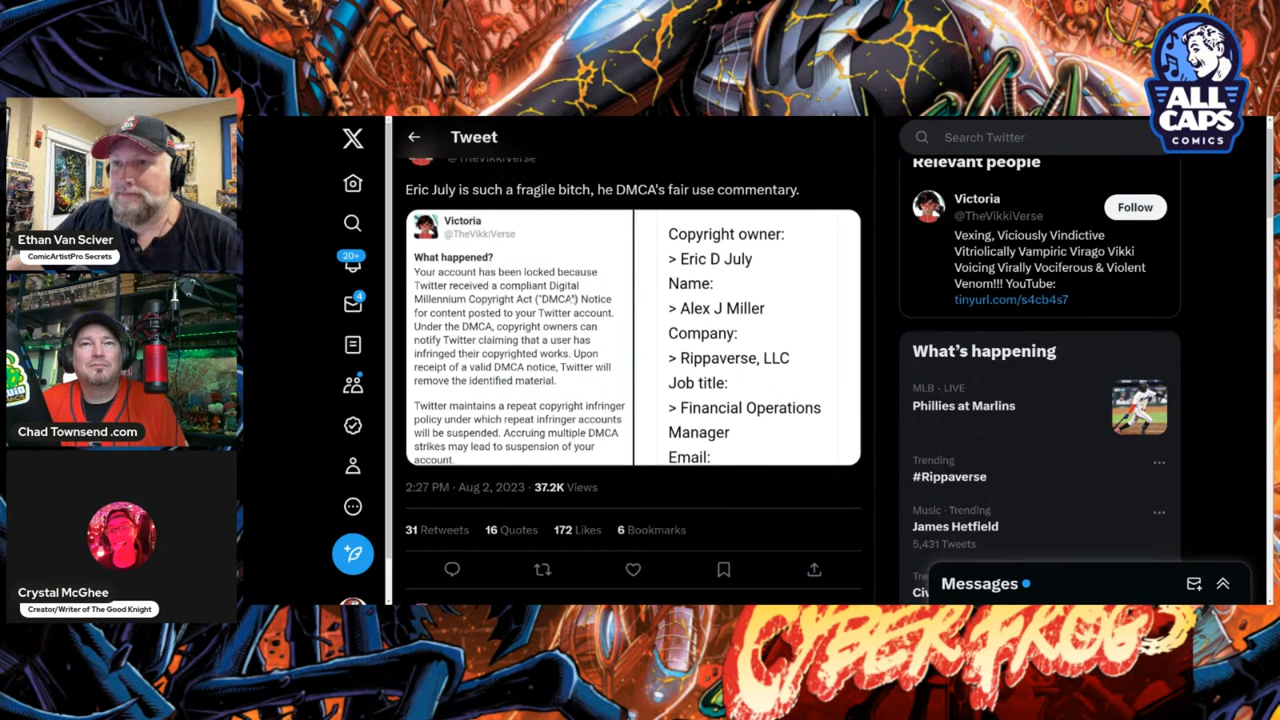 ALL
CAPS
COMICS
Ethan Van Sciver
ComicArtistPro Secrets
Chad Townsend .com
Crystal McGhee
Creator/Writer of The Good Knight
20+
4
Tweet
@TheVikkiVerse
Eric July is such a fragile bitch, he DMCA's fair use commentary.
Victoria
@TheVikkiVerse
What happened?
Your account has been locked because
Twitter received a compliant Digital
Millennium Copyright Act ("DMCA") Notice
for content posted to your Twitter account.
Under the DMCA, copyright owners can
notify Twitter claiming that a user has
infringed their copyrighted works. Upon
receipt of a valid DMCA notice, Twitter will
remove the identified material.
Twitter maintains a repeat copyright infringer
policy under which repeat infringer accounts
will be suspended. Accruing multiple DMCA
strikes may lead to suspension of your
account.
Copyright owner:
> Eric D July
Name:
> Alex J Miller
Company:
> Rippaverse, LLC
Job title:
> Financial Operations
Manager
Email:
2:27 PM · Aug 2, 2023 · 37.2K Views
31 Retweets 16 Quotes 172 Likes 6 Bookmarks
Search Twitter
Relevant people
Victoria
@TheVikkiVerse
Follow
Vexing, Viciously Vindictive
Vitriolically Vampiric Virago Vikki
Voicing Virally Vociferous & Violent
Venom!!! YouTube:
tinyurl.com/s4cb4s7
What's happening
MLB · LIVE
Phillies at Marlins
Trending
#Rippaverse
Music · Trending
James Hetfield
5,431 Tweets
Messages
CYBERFROG